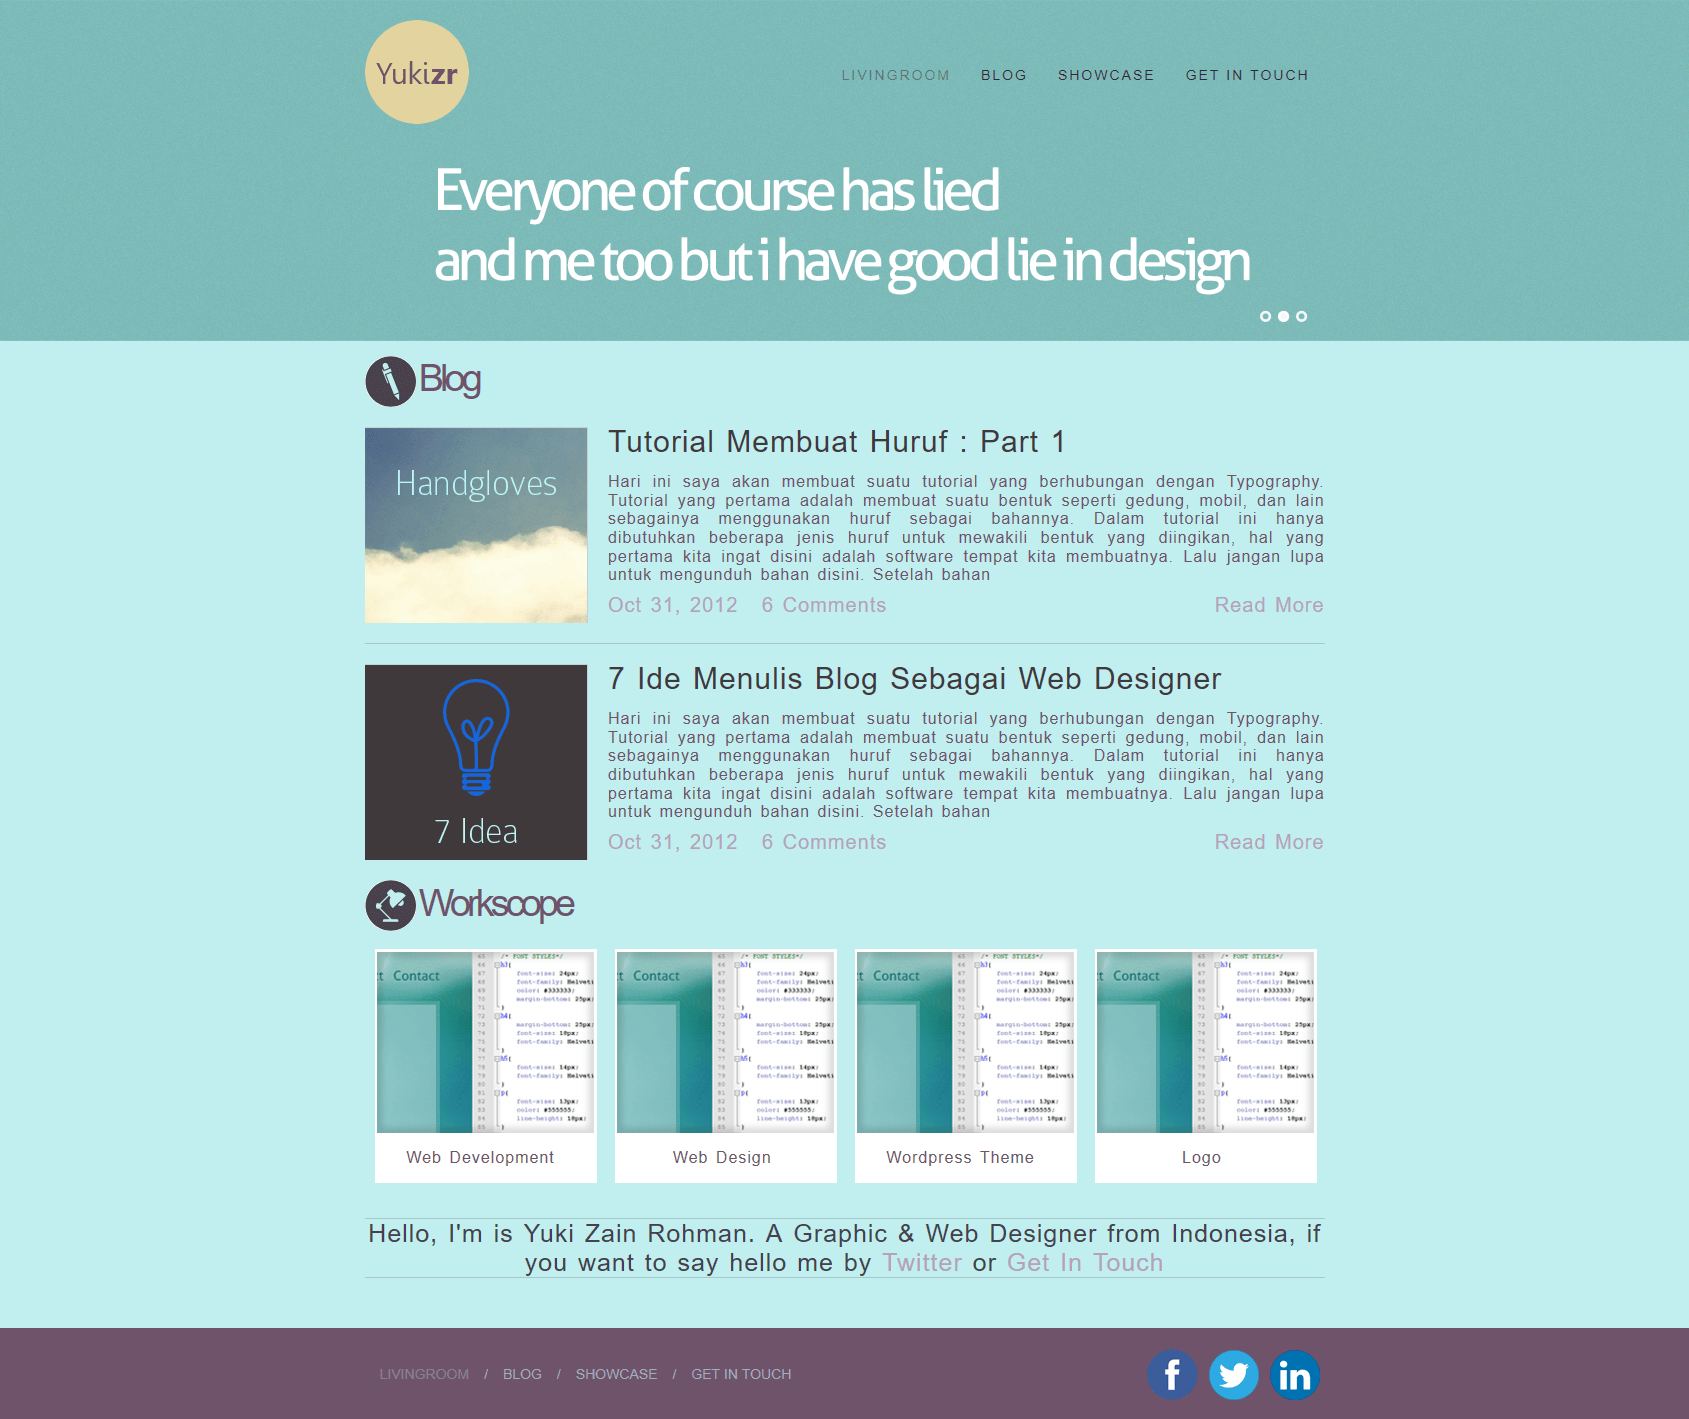 Yukizr
LIVINGROOM BLOG SHOWCASE GET IN TOUCH
Everyone of course has lied
and me too but i have good lie in design
Blog
Handgloves
Tutorial Membuat Huruf : Part 1
Hari ini saya akan membuat suatu tutorial yang berhubungan dengan Typography.
Tutorial yang pertama adalah membuat suatu bentuk seperti gedung, mobil, dan lain
sebagainya menggunakan huruf sebagai bahannya. Dalam tutorial ini hanya
dibutuhkan beberapa jenis huruf untuk mewakili bentuk yang diingikan, hal yang
pertama kita ingat disini adalah software tempat kita membuatnya. Lalu jangan lupa
untuk mengunduh bahan disini. Setelah bahan
Oct 31, 2012 6 Comments Read More
7 Idea
7 Ide Menulis Blog Sebagai Web Designer
Hari ini saya akan membuat suatu tutorial yang berhubungan dengan Typography.
Tutorial yang pertama adalah membuat suatu bentuk seperti gedung, mobil, dan lain
sebagainya menggunakan huruf sebagai bahannya. Dalam tutorial ini hanya
dibutuhkan beberapa jenis huruf untuk mewakili bentuk yang diingikan, hal yang
pertama kita ingat disini adalah software tempat kita membuatnya. Lalu jangan lupa
untuk mengunduh bahan disini. Setelah bahan
Oct 31, 2012 6 Comments Read More
Workscope
Contact
Web Development
Contact
Web Design
Contact
Wordpress Theme
Contact
Logo
Hello, I'm is Yuki Zain Rohman. A Graphic & Web Designer from Indonesia, if
you want to say hello me by Twitter or Get In Touch
LIVINGROOM / BLOG / SHOWCASE / GET IN TOUCH
f in